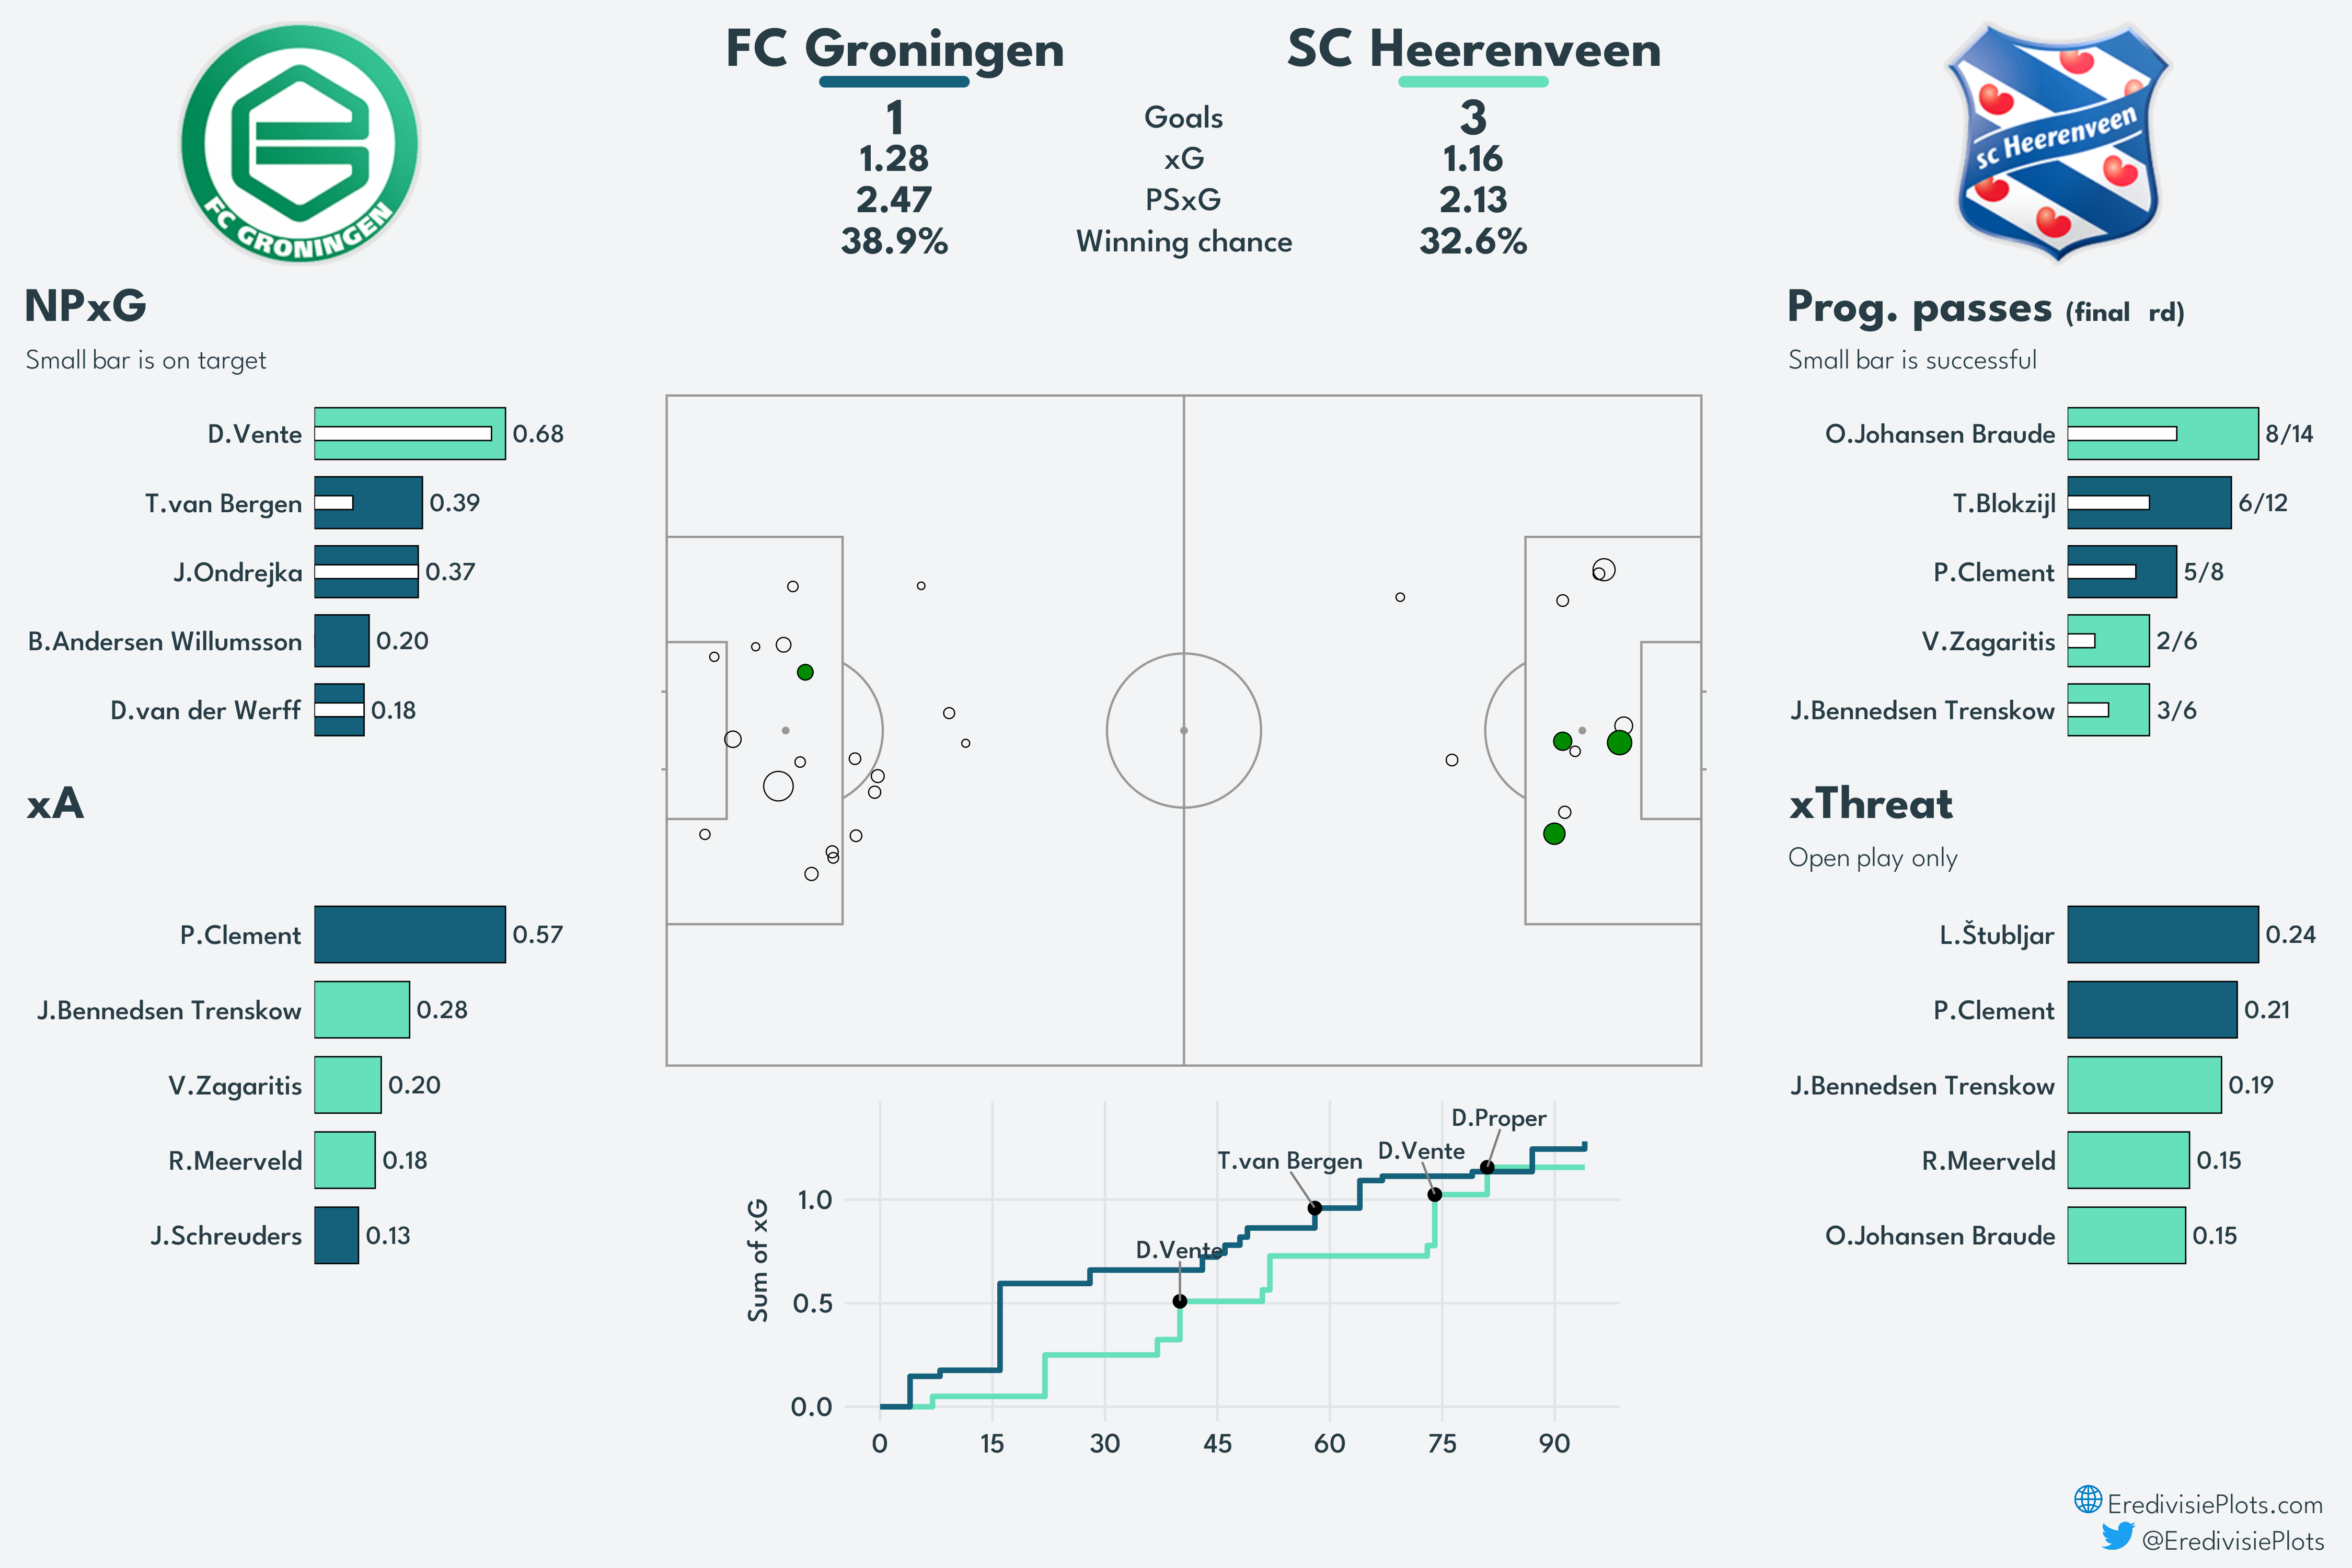 FC Groningen
SC Heerenveen
1 Goals 3
1.28 xG 1.16
2.47 PSxG 2.13
38.9% Winning chance 32.6%
FC GRONINGEN
sc Heerenveen
NPxG
Small bar is on target
D.Vente 0.68
T.van Bergen 0.39
J.Ondrejka 0.37
B.Andersen Willumsson 0.20
D.van der Werff 0.18
xA
P.Clement 0.57
J.Bennedsen Trenskow 0.28
V.Zagaritis 0.20
R.Meerveld 0.18
J.Schreuders 0.13
Prog. passes (final rd)
Small bar is successful
O.Johansen Braude 8/14
T.Blokzijl 6/12
P.Clement 5/8
V.Zagaritis 2/6
J.Bennedsen Trenskow 3/6
xThreat
Open play only
L.Štubljar 0.24
P.Clement 0.21
J.Bennedsen Trenskow 0.19
R.Meerveld 0.15
O.Johansen Braude 0.15
D.Proper
D.Vente
T.van Bergen
D.Vente
Sum of xG
1.0
0.5
0.0
0 15 30 45 60 75 90
EredivisiePlots.com
@EredivisiePlots